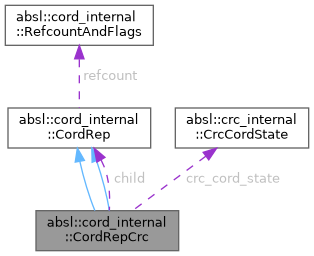 absl::cord_internal
::RefcountAndFlags
refcount
absl::cord_internal
::CordRep
absl::crc_internal
::CrcCordState
child
crc_cord_state
absl::cord_internal
::CordRepCrc